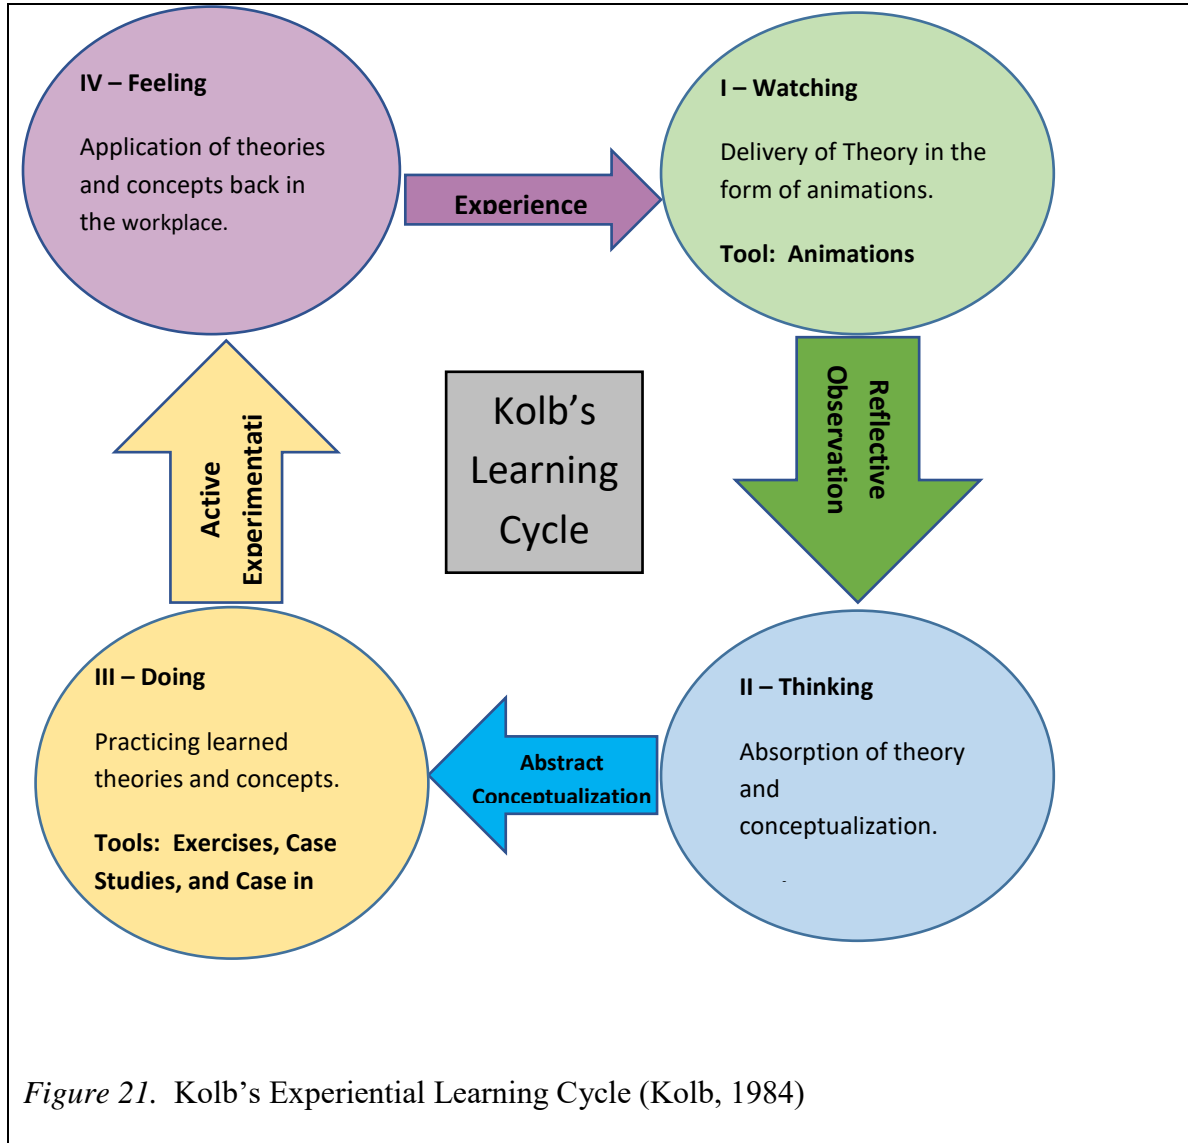 IV – Feeling
Application of theories
and concepts back in
the workplace.
Experience
I – Watching
Delivery of Theory in the
form of animations.
Tool:  Animations
Reflective
Observation
Kolb's
Learning
Cycle
Active
Experimentati
III – Doing
Practicing learned
theories and concepts.
Tools:  Exercises, Case
Studies, and Case in
Abstract
Conceptualization
II – Thinking
Absorption of theory
and
conceptualization.
Figure 21.  Kolb's Experiential Learning Cycle (Kolb, 1984)